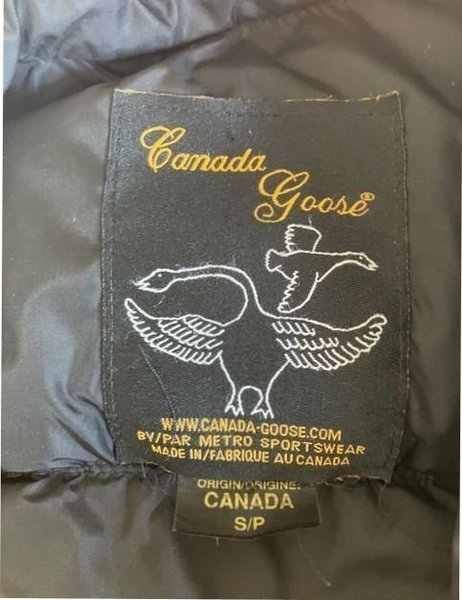 Canada
Goose®
WWW.CANADA-GOOSE.COM
BY/PAR METRO SPORTSWEAR
MADE IN/FABRIQUE AU CANADA
ORIGIN/ORIGINE:
CANADA
S/P